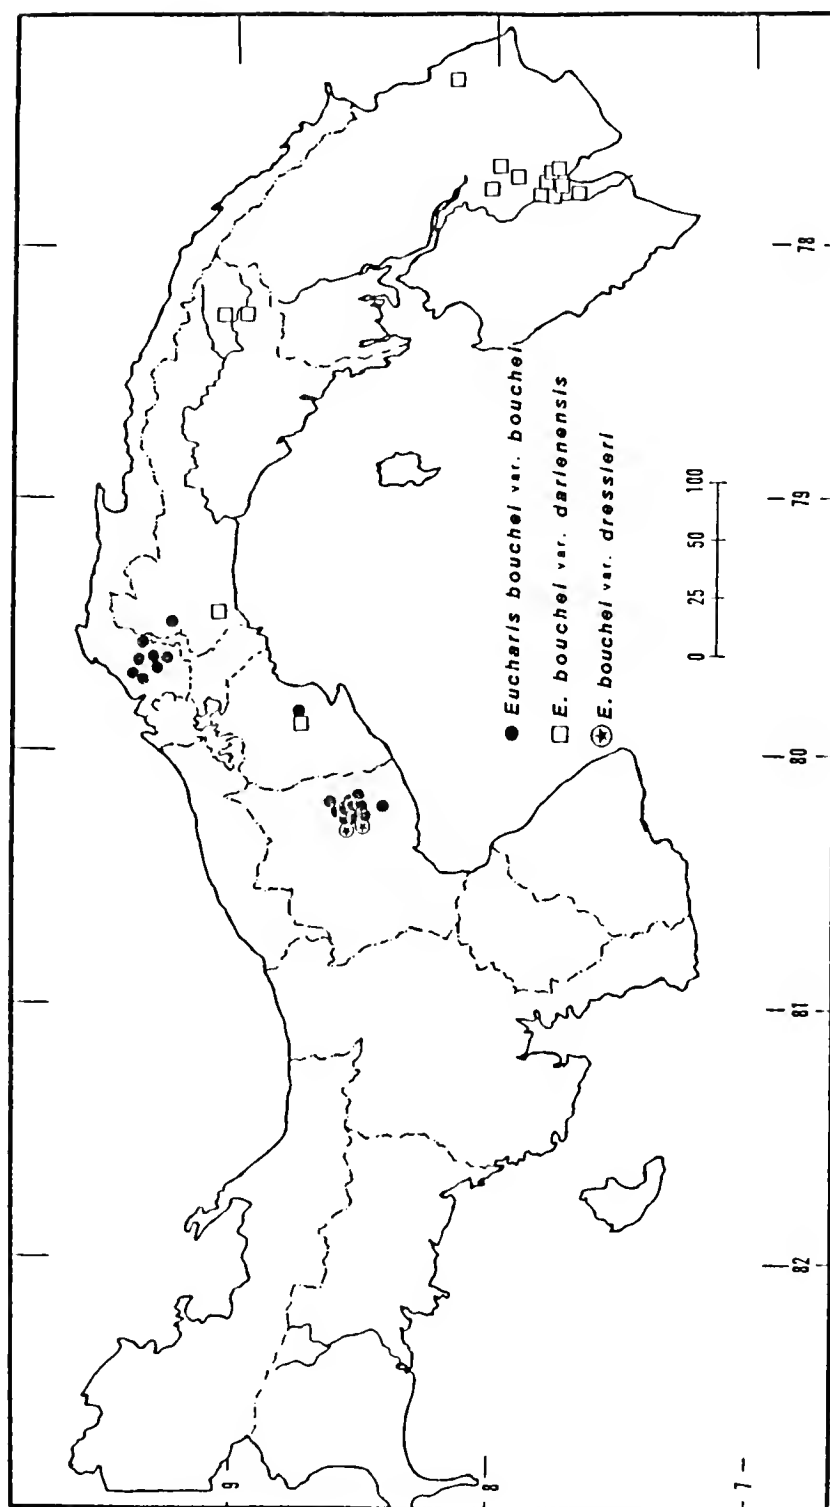 Eucharis bouchei var. bouchei
E. bouchei var. darienensis
E. bouchei var. dressleri
0 25 50 100
82 81 80 79 78
9
8
7